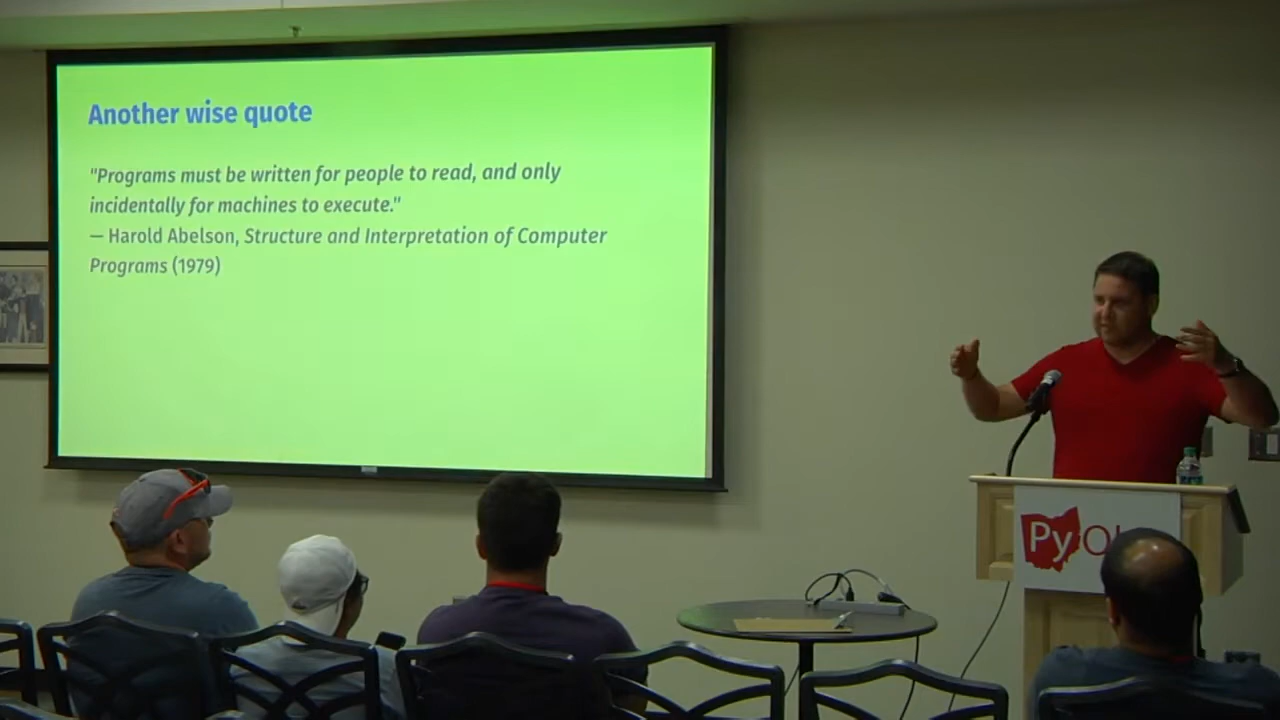 Another wise quote
"Programs must be written for people to read, and only
incidentally for machines to execute."
— Harold Abelson, Structure and Interpretation of Computer
Programs (1979)
Py